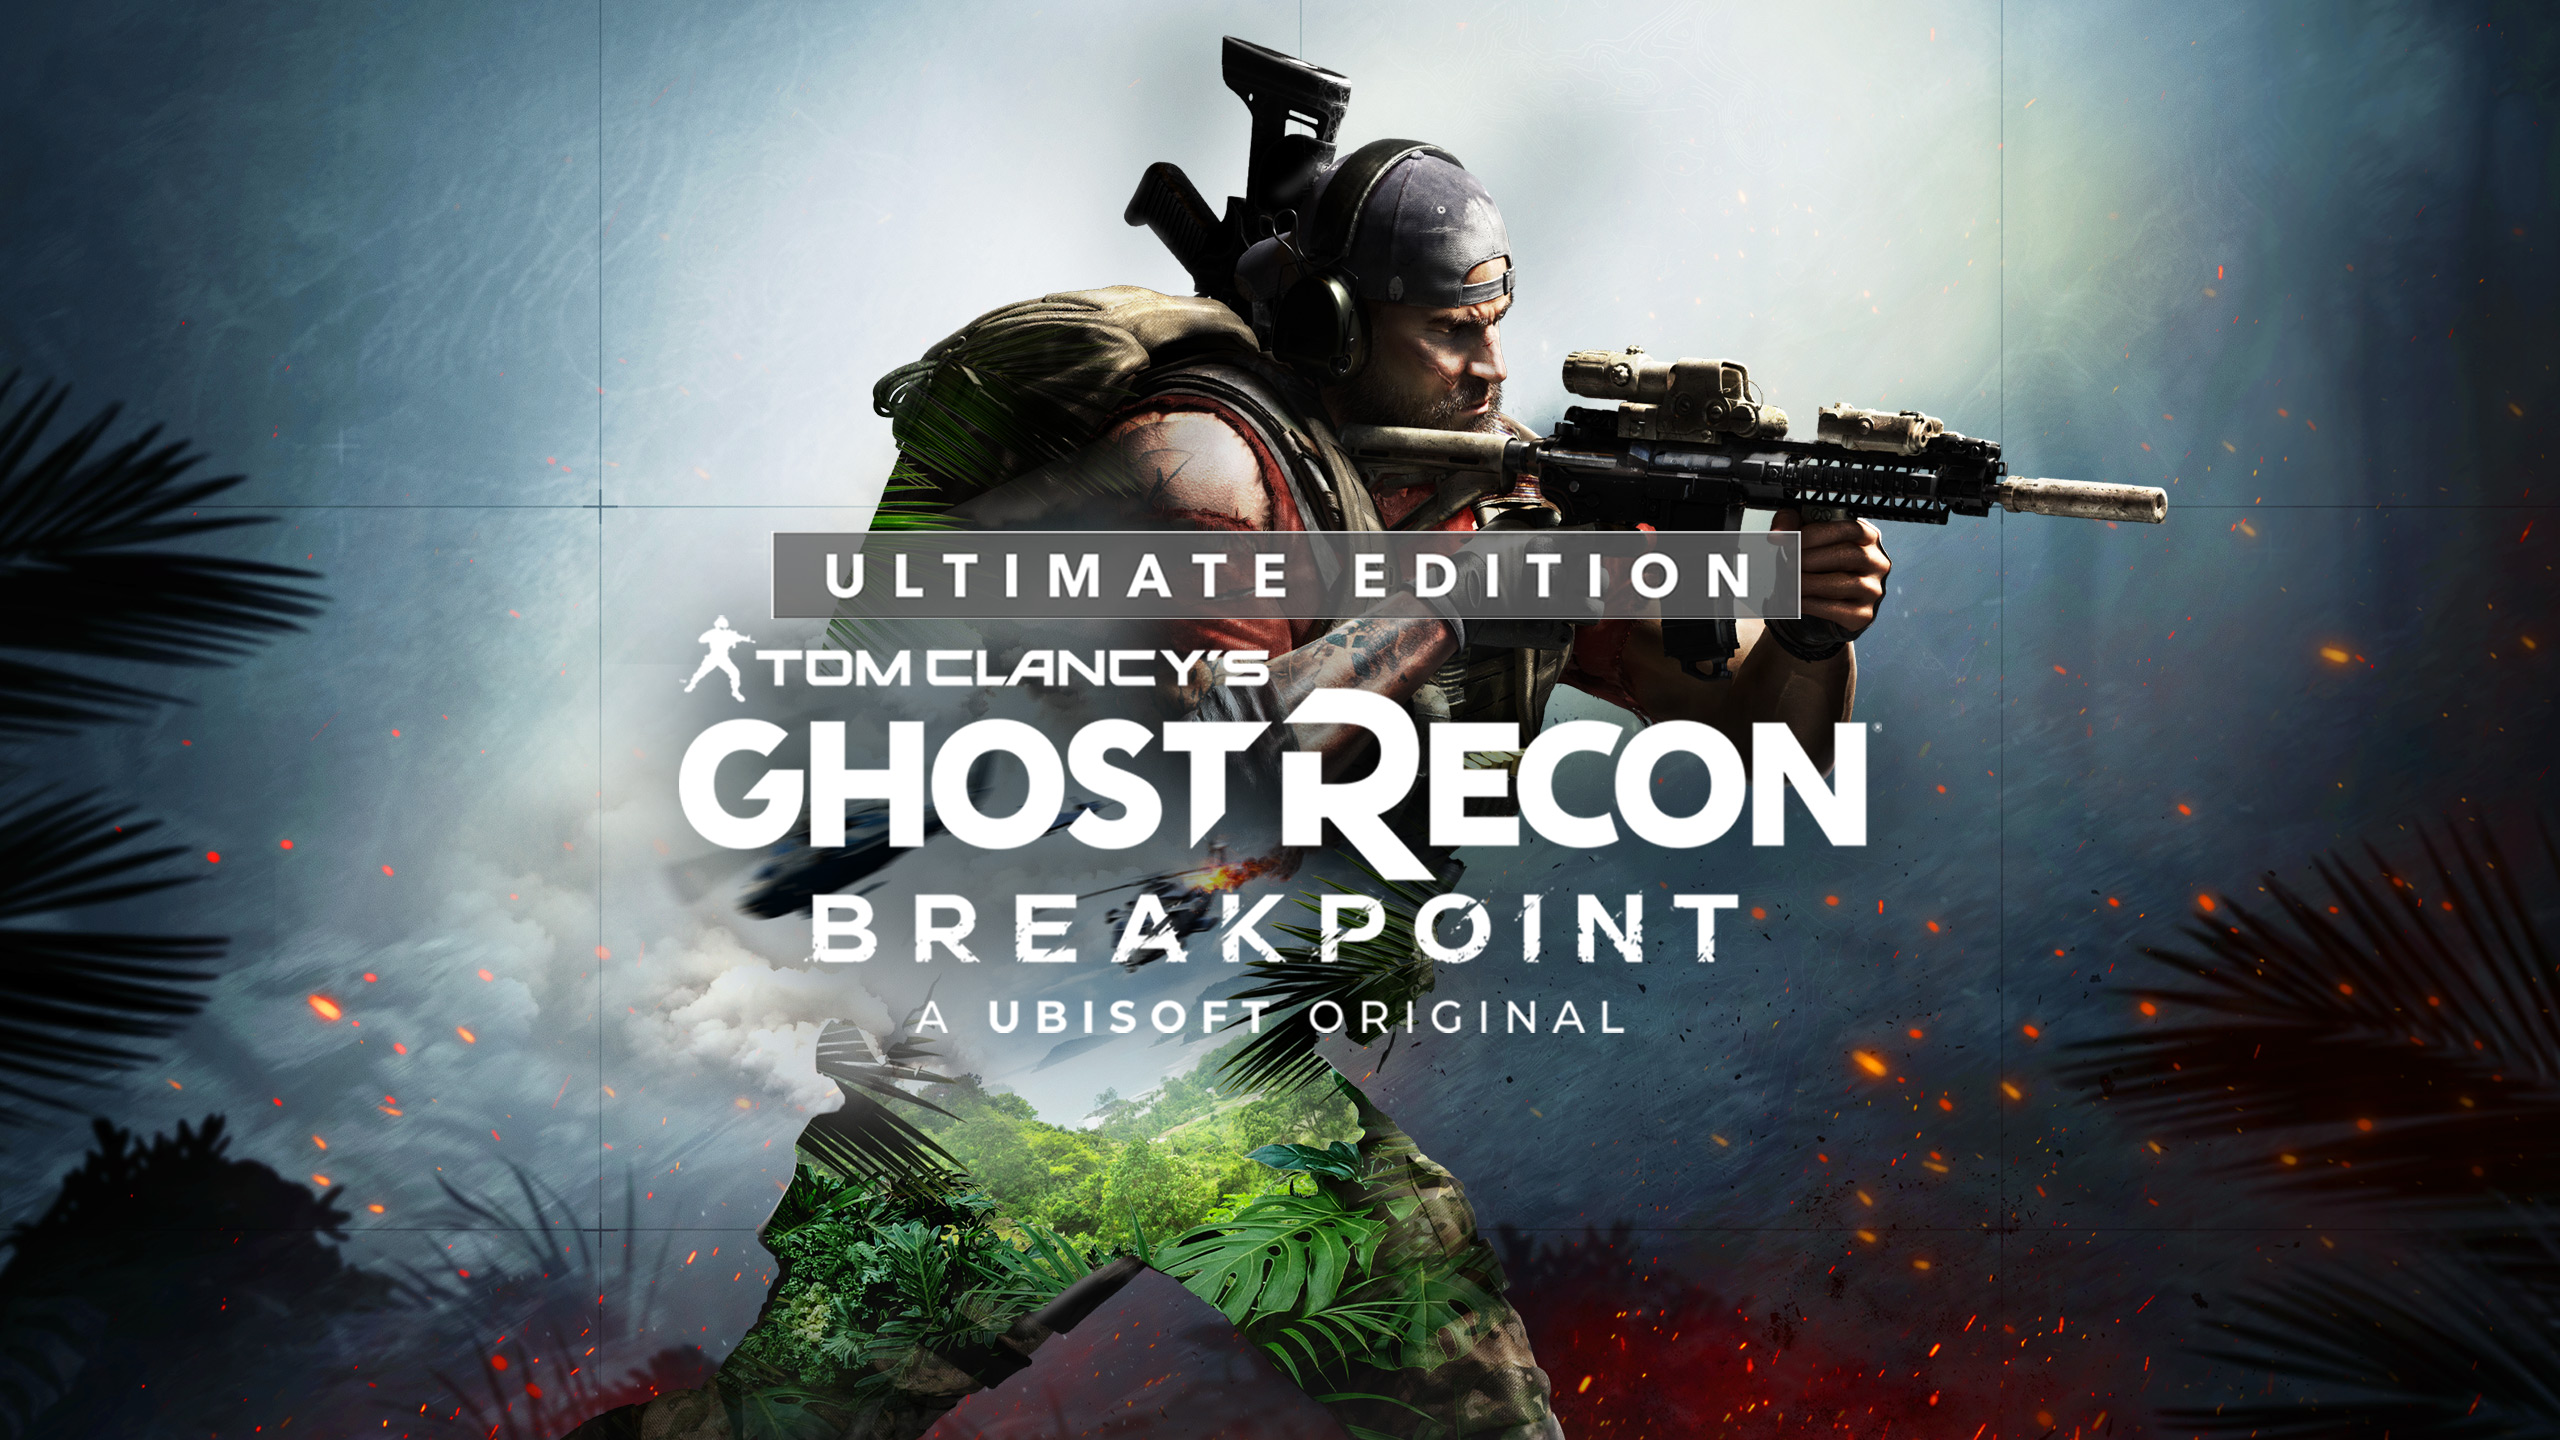 ULTIMATE EDITION
TOM CLANCY'S
GHOST RECON®
BREAKPOINT
A UBISOFT ORIGINAL